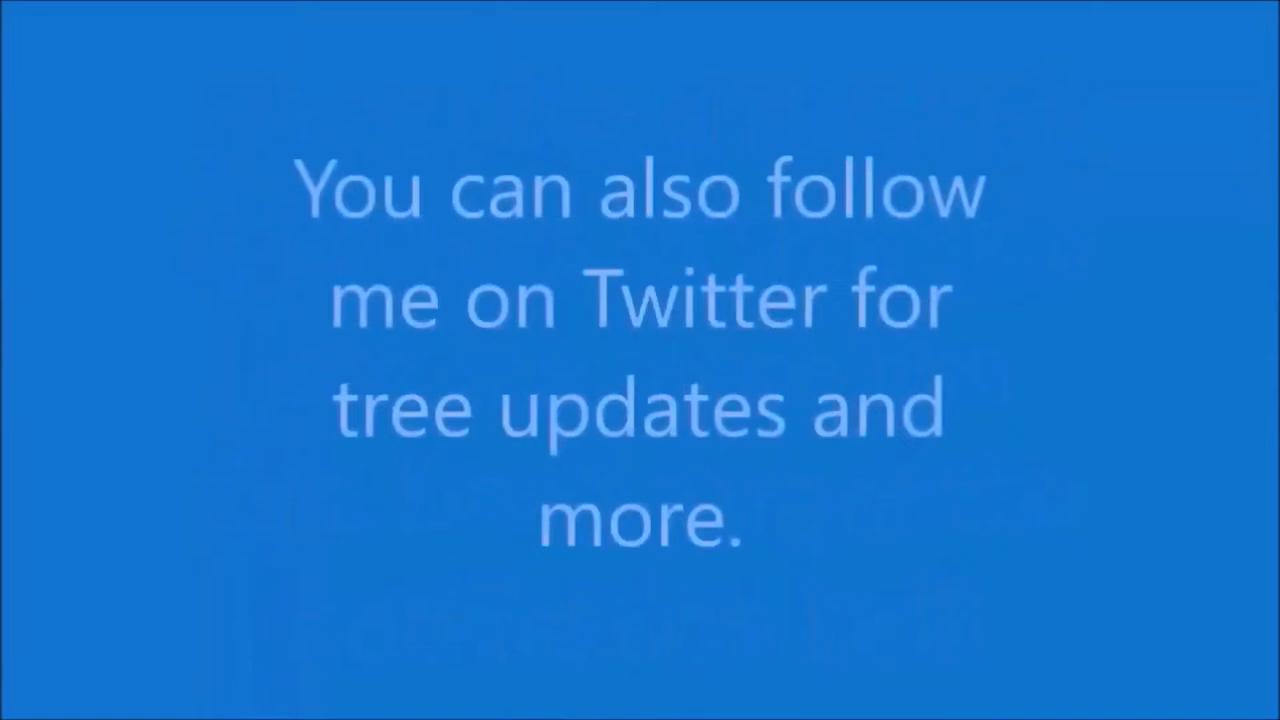 You can also follow
me on Twitter for
tree updates and
more.